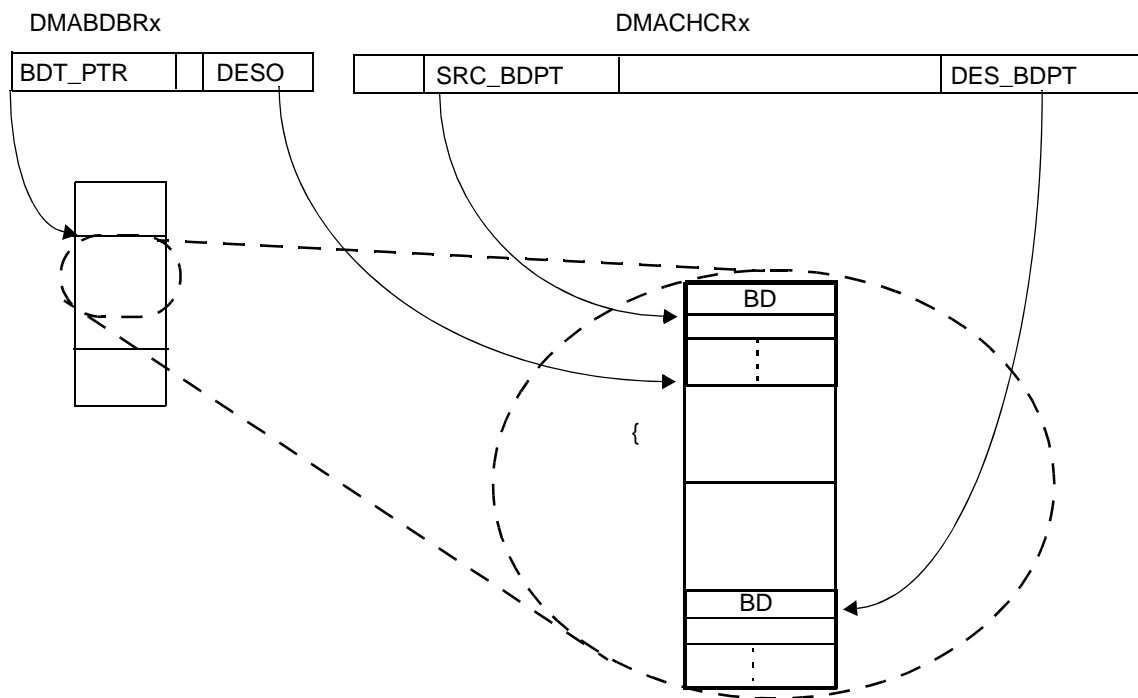 DMABDBRx
DMACHCRx
BDT_PTR
DESO
SRC_BDPT
DES_BDPT
BD
{
BD